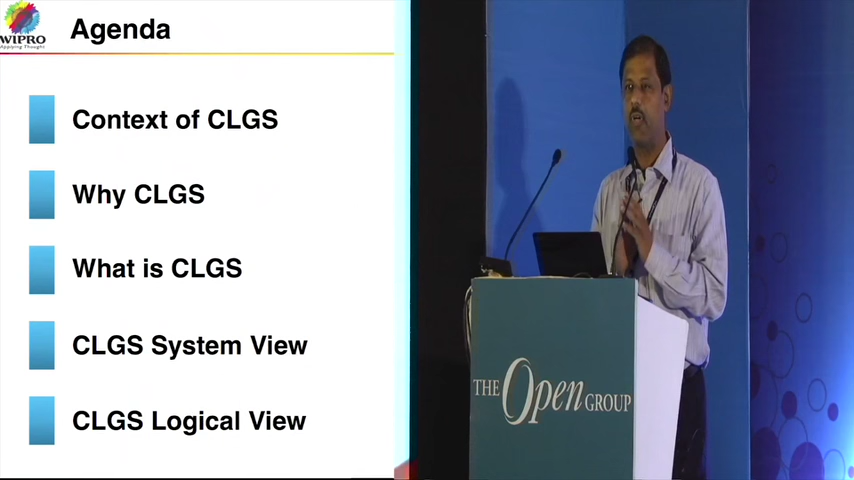 WIPRO
Applying Thought
Agenda
Context of CLGS
Why CLGS
What is CLGS
CLGS System View
CLGS Logical View
THE Open GROUP